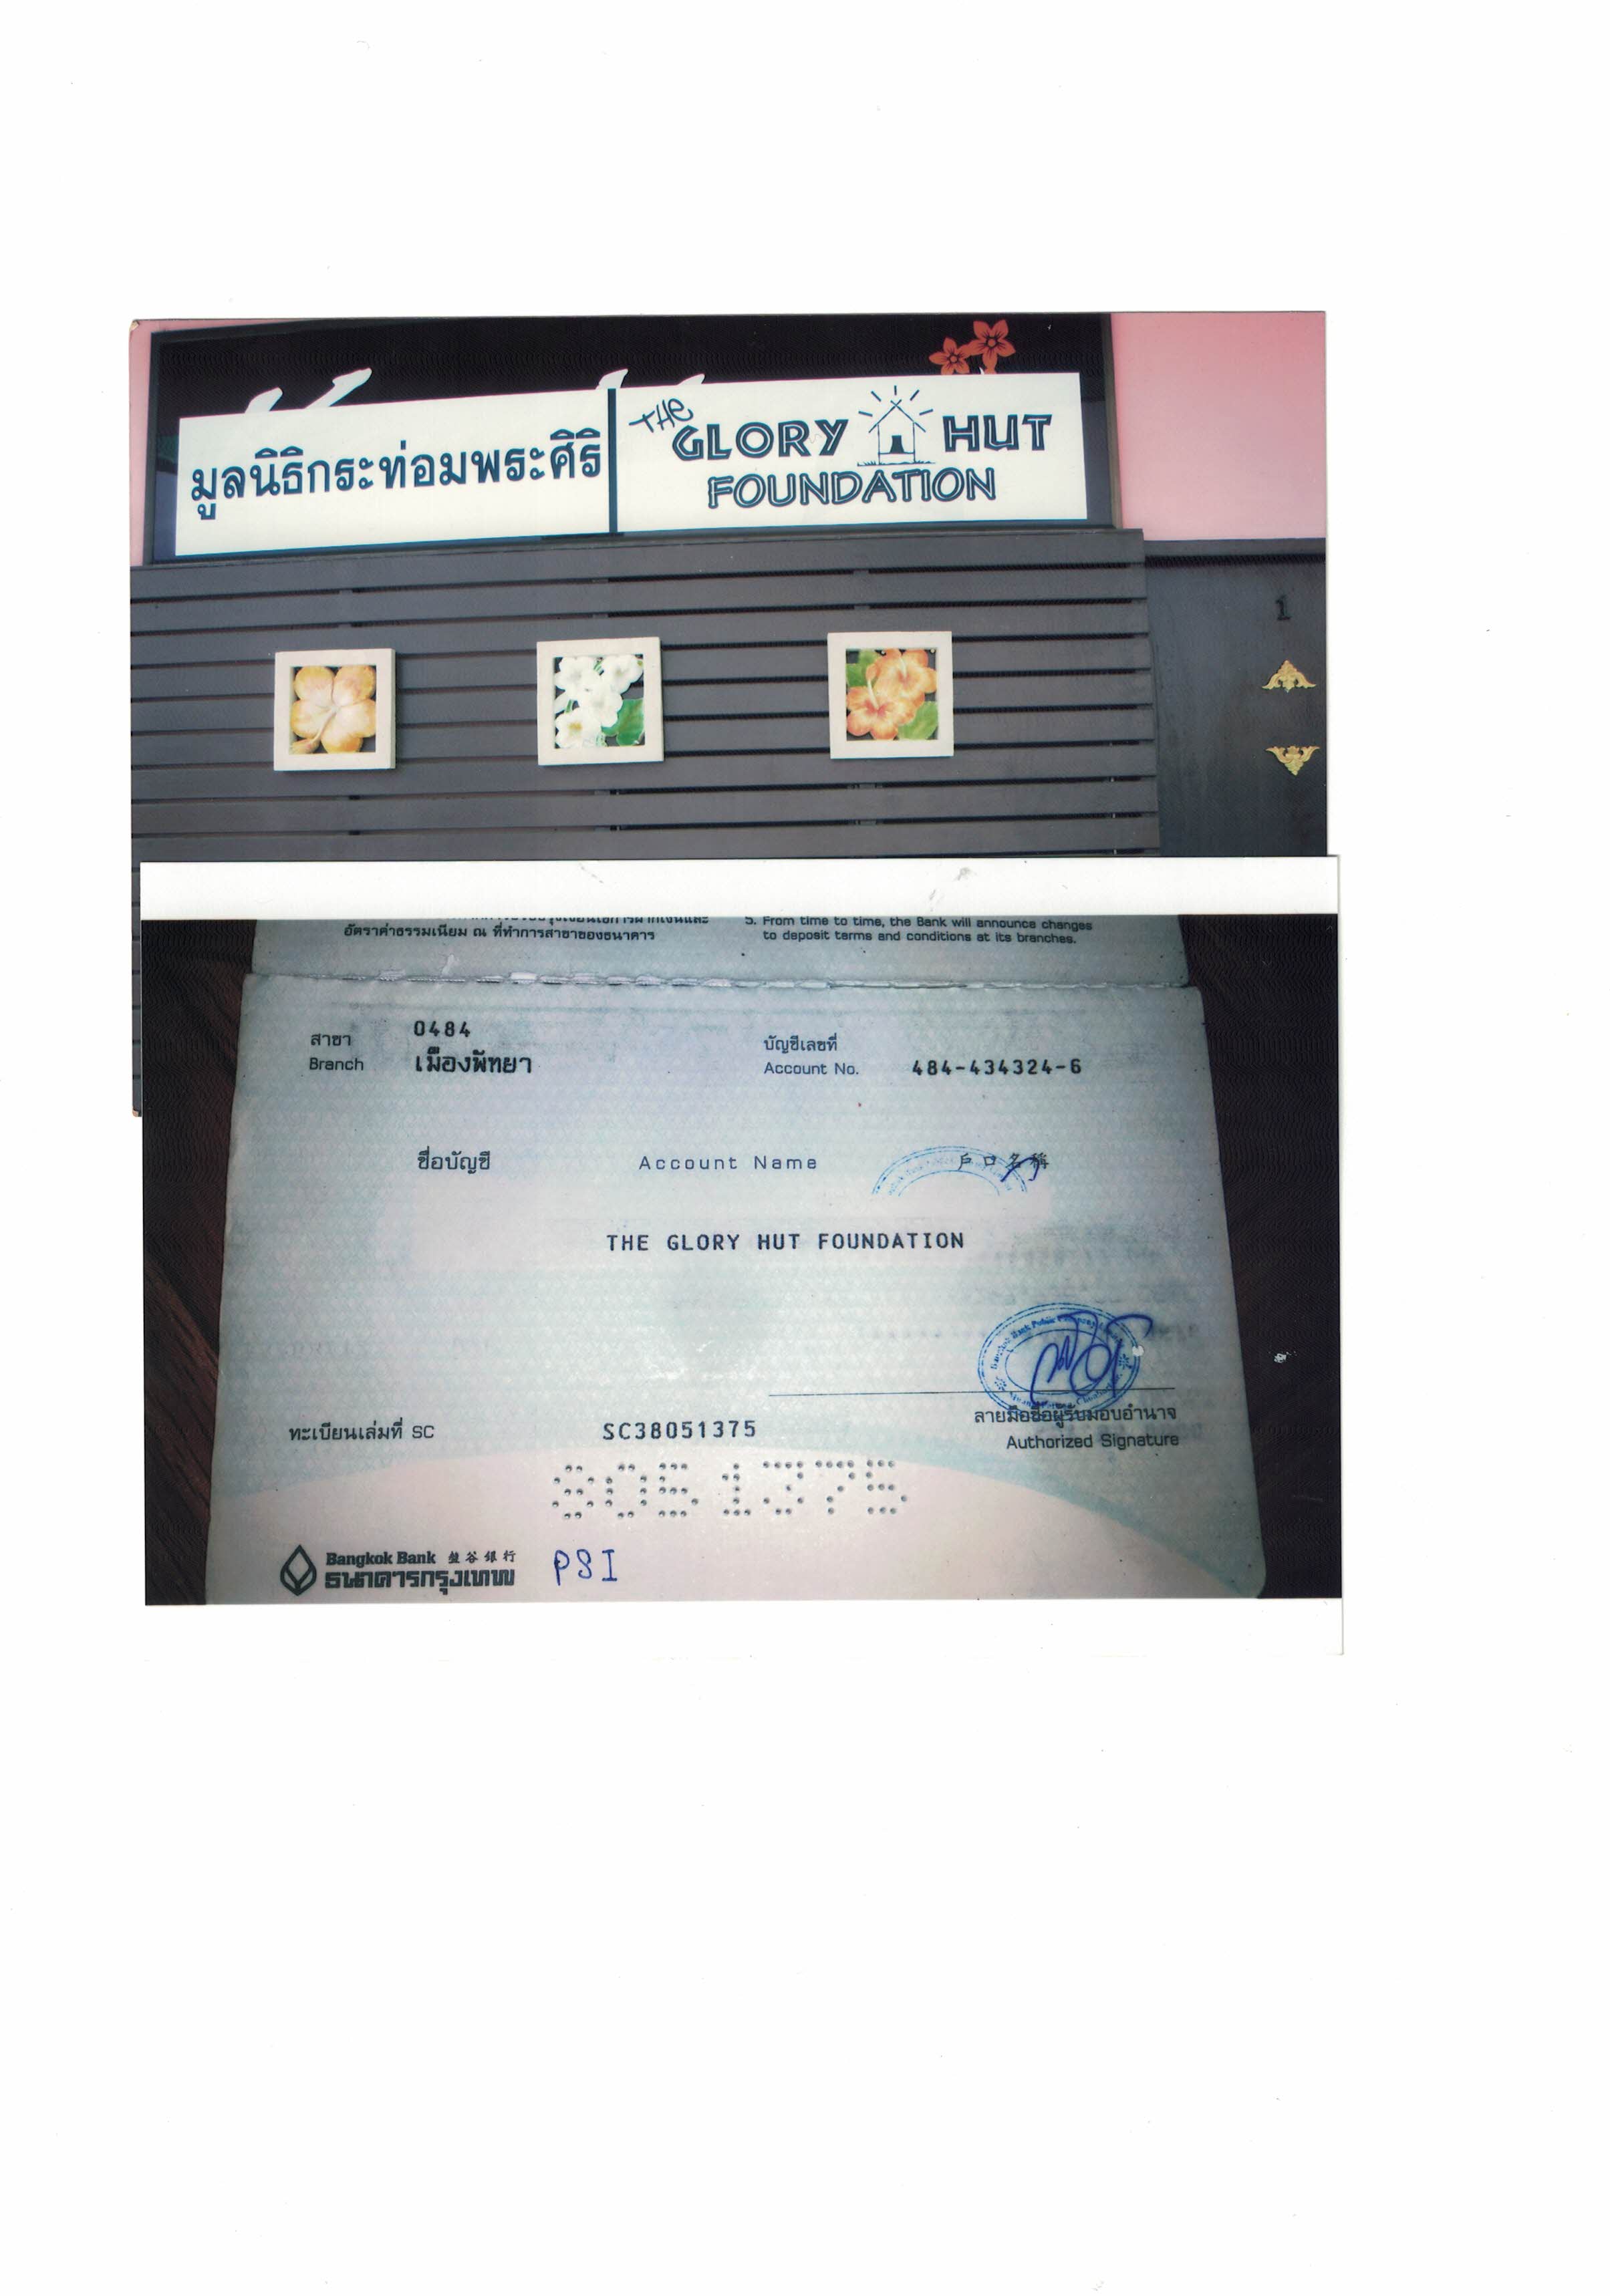 มูลนิธิกระท่อมพระศิริ
THE
GLORY HUT
FOUNDATION
1
อัตราค่าธรรมเนียม ณ ที่ทำการสาขาของธนาคาร
5. From time to time, the Bank will announce changes
to deposit terms and conditions at its branches.
สาขา 0484
Branch เมืองพัทยา
บัญชีเลขที่
Account No. 484-434324-6
ชื่อบัญชี Account Name 戶口名稱
THE GLORY HUT FOUNDATION
ทะเบียนเล่มที่ SC SC38051375
ลายมือชื่อผู้รับมอบอำนาจ
Authorized Signature
8051375
Bangkok Bank 盤谷銀行
ธนาคารกรุงเทพ
PSI